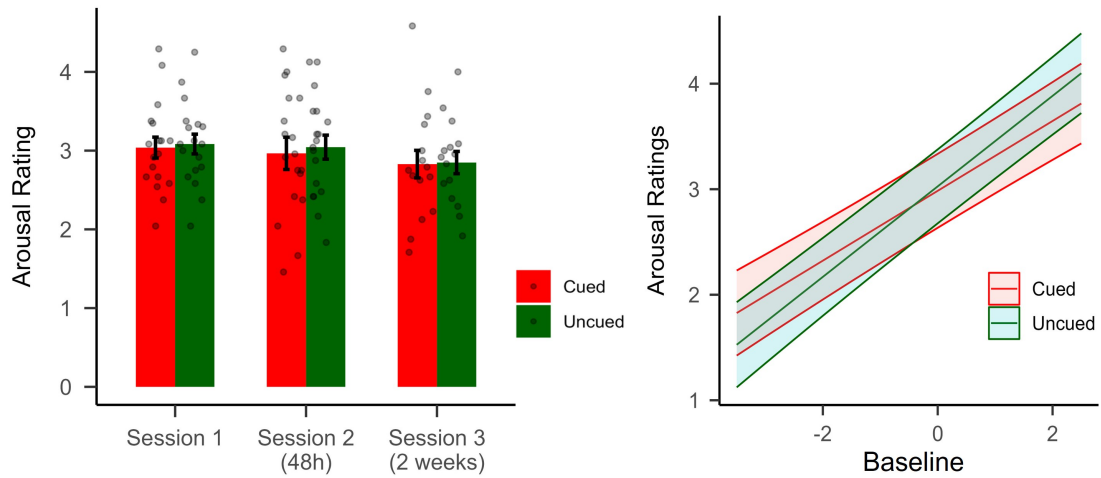 Arousal Rating
4
3
2
1
0
Session 1
Session 2
(48h)
Session 3
(2 weeks)
Cued
Uncued
Arousal Ratings
4
3
2
1
-2
0
2
Baseline
Cued
Uncued